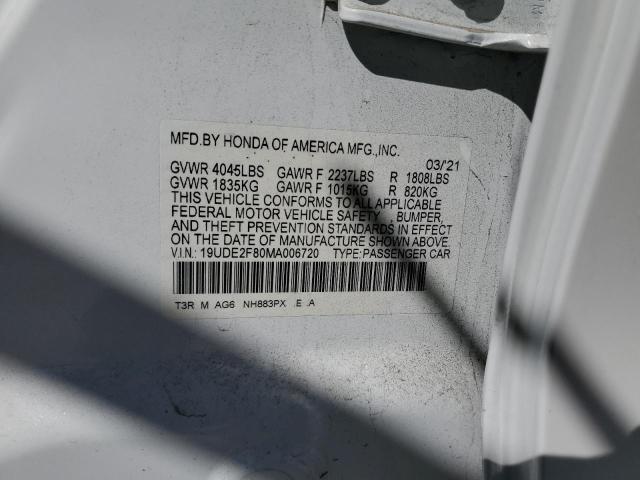 MFD.BY HONDA OF AMERICA MFG.,INC. 03/'21
GVWR 4045LBS GAWR F 2237LBS R 1808LBS
GVWR 1835KG GAWR F 1015KG R 820KG
THIS VEHICLE CONFORMS TO ALL APPLICABLE
FEDERAL MOTOR VEHICLE SAFETY , BUMPER,
AND THEFT PREVENTION STANDARDS IN EFFECT
ON THE DATE OF MANUFACTURE SHOWN ABOVE.
V.I.N.: 19UDE2F80MA006720 TYPE:PASSENGER CAR
T3R M AG6 NH883PX .E .A